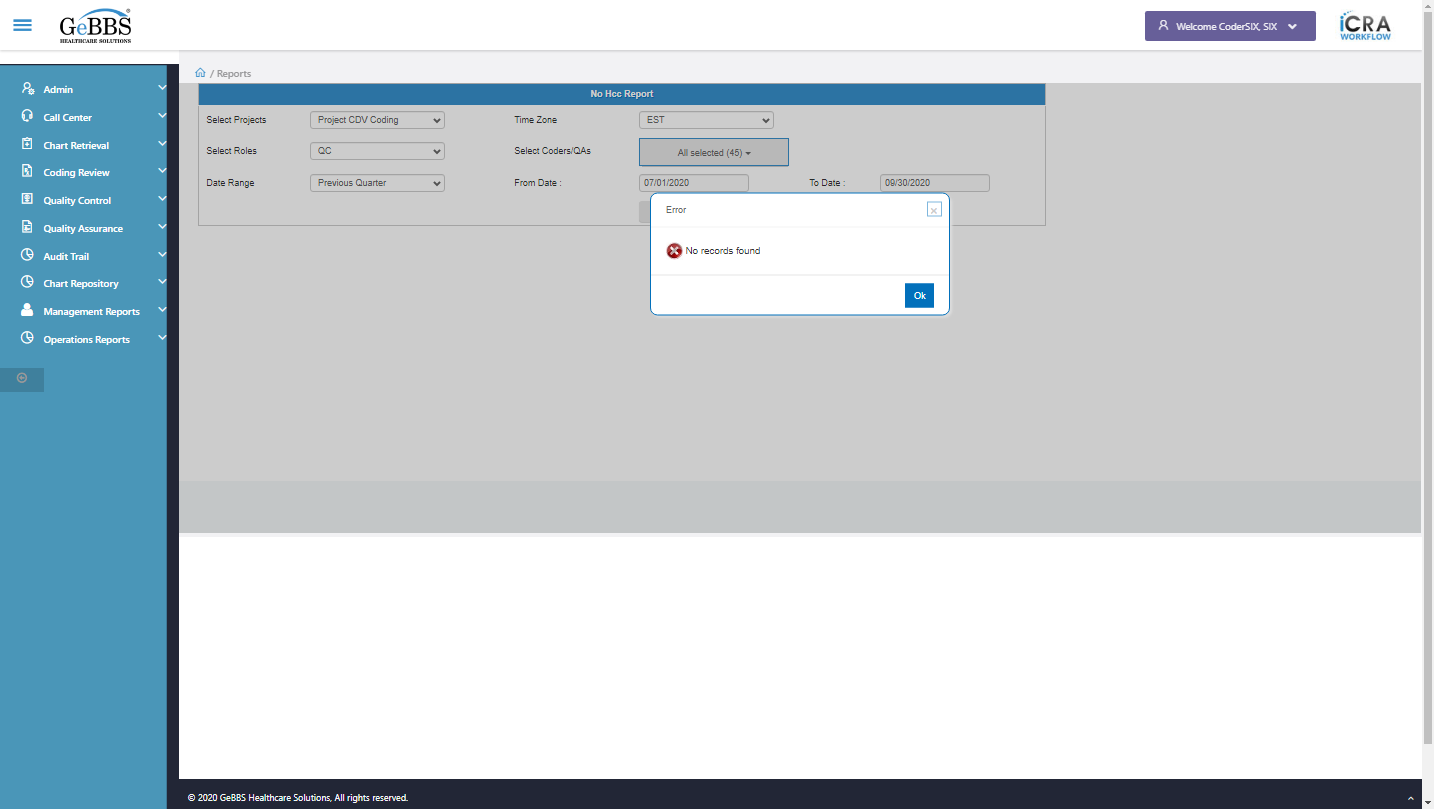 GeBBS®
HEALTHCARE SOLUTIONS
Welcome CoderSIX, SIX
iCRA
WORKFLOW
/ Reports
Admin
Call Center
Chart Retrieval
Coding Review
Quality Control
Quality Assurance
Audit Trail
Chart Repository
Management Reports
Operations Reports
No Hcc Report
Select Projects Project CDV Coding Time Zone EST
Select Roles QC Select Coders/QAs All selected (45)
Date Range Previous Quarter From Date : 07/01/2020 To Date : 09/30/2020
Error
No records found
Ok
© 2020 GeBBS Healthcare Solutions, All rights reserved.